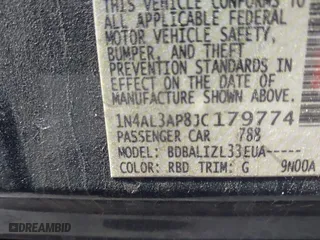 THIS VEHICLE CONFORMS TO
ALL APPLICABLE FEDERAL
MOTOR VEHICLE SAFETY,
BUMPER, AND THEFT
PREVENTION STANDARDS IN
EFFECT ON THE DATE OF
MANUFACTURE SHOWN ABOVE.
1N4AL3AP8JC179774
PASSENGER CAR 788
MODEL: BDBALIZL33EUA-----
COLOR: RBD TRIM: G 9N00A
DREAMBID